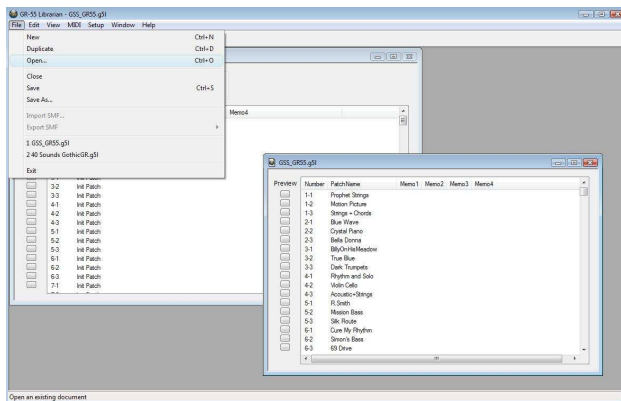 GR-55 Librarian - GSS_GR55.g5l
File Edit View MIDI Setup Window Help
New Ctrl+N
Duplicate Ctrl+D
Open... Ctrl+O
Close
Save Ctrl+S
Save As...
Import SMF...
Export SMF
1 GSS_GR55.g5l
2 40 Sounds GothicGR.g5l
Exit
Memo4
3-2 Init Patch
3-3 Init Patch
4-1 Init Patch
4-2 Init Patch
4-3 Init Patch
5-1 Init Patch
5-2 Init Patch
5-3 Init Patch
6-1 Init Patch
6-2 Init Patch
6-3 Init Patch
7-1 Init Patch
GSS_GR55.g5l
Preview Number Patch Name Memo1 Memo2 Memo3 Memo4
1-1 Prophet Strings
1-2 Motion Picture
1-3 Strings + Chords
2-1 Blue Wave
2-2 Crystal Piano
2-3 Bella Donna
3-1 BillyOnHisMeadow
3-2 True Blue
3-3 Dark Trumpets
4-1 Rhythm and Solo
4-2 Violin Cello
4-3 Acoustic+Strings
5-1 R.Smith
5-2 Mission Bass
5-3 Silk Route
6-1 Cure My Rhythm
6-2 Simon's Bass
6-3 69 Drive
Open an existing document